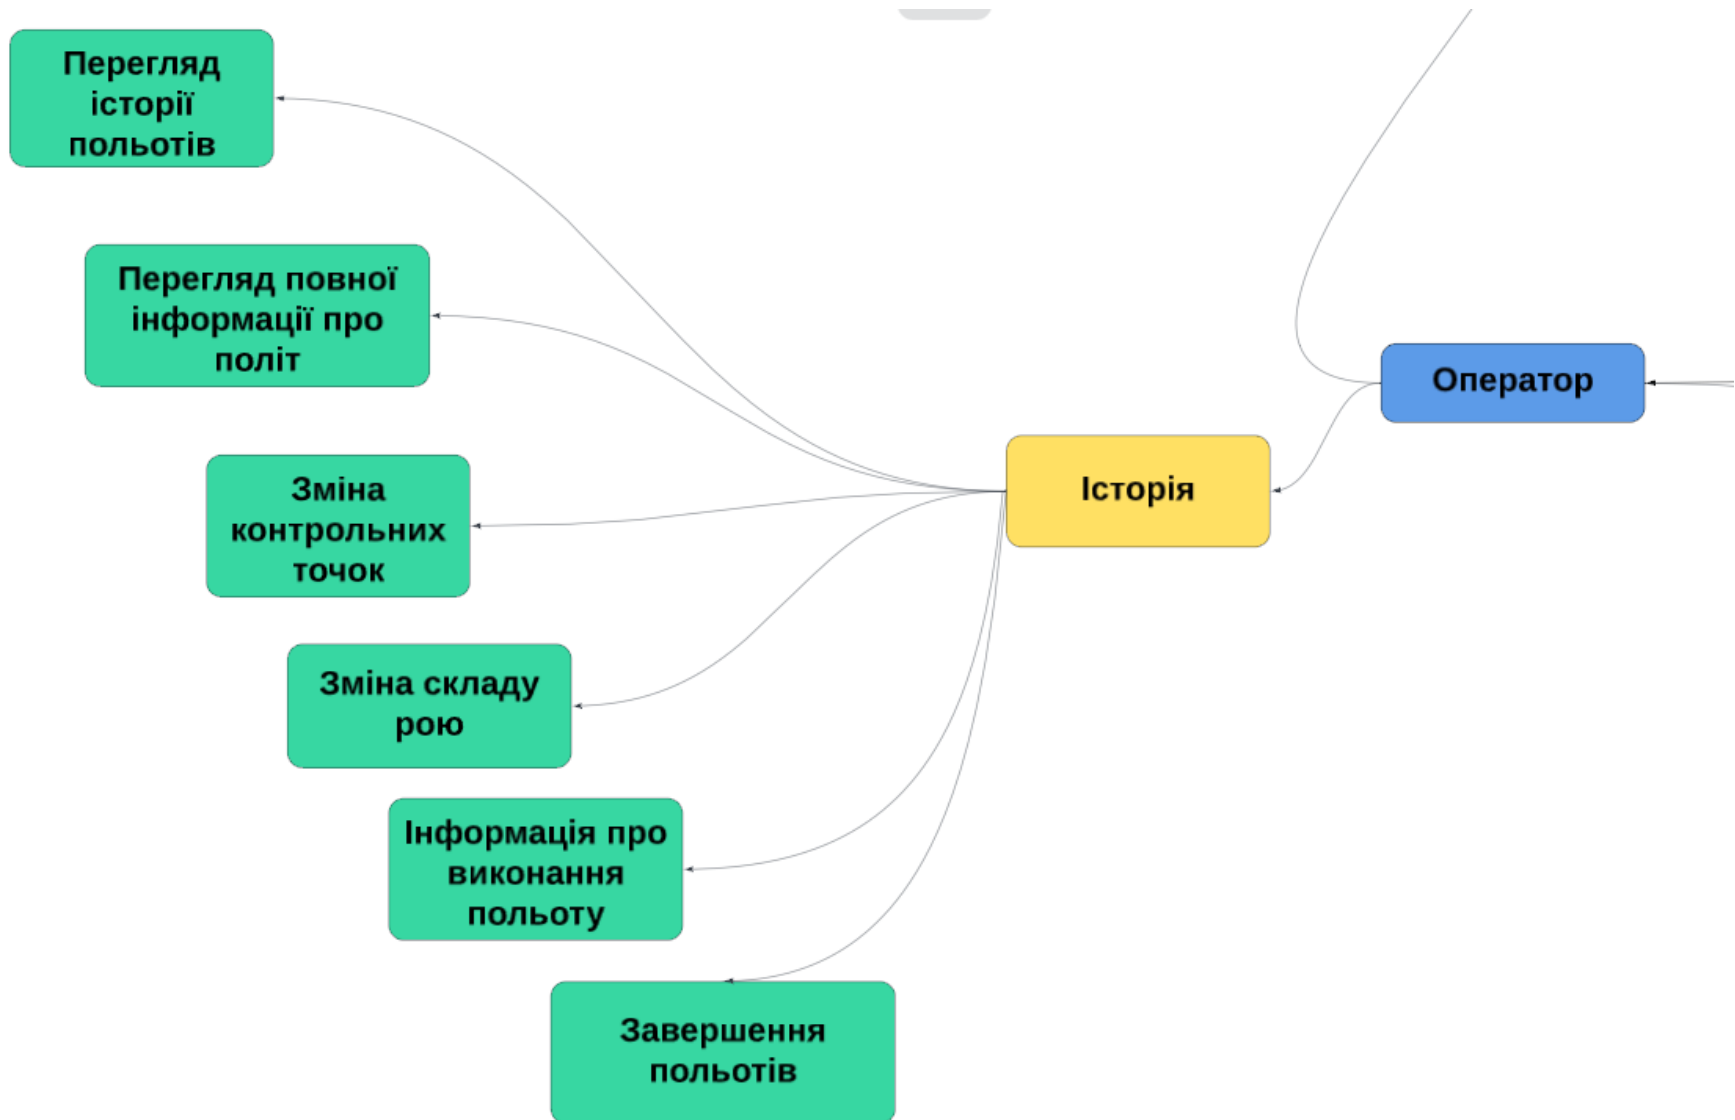 Перегляд
історії
польотів
Перегляд повної
інформації про
політ
Оператор
Історія
Зміна
контрольних
точок
Зміна складу
рою
Інформація про
виконання
польоту
Завершення
польотів